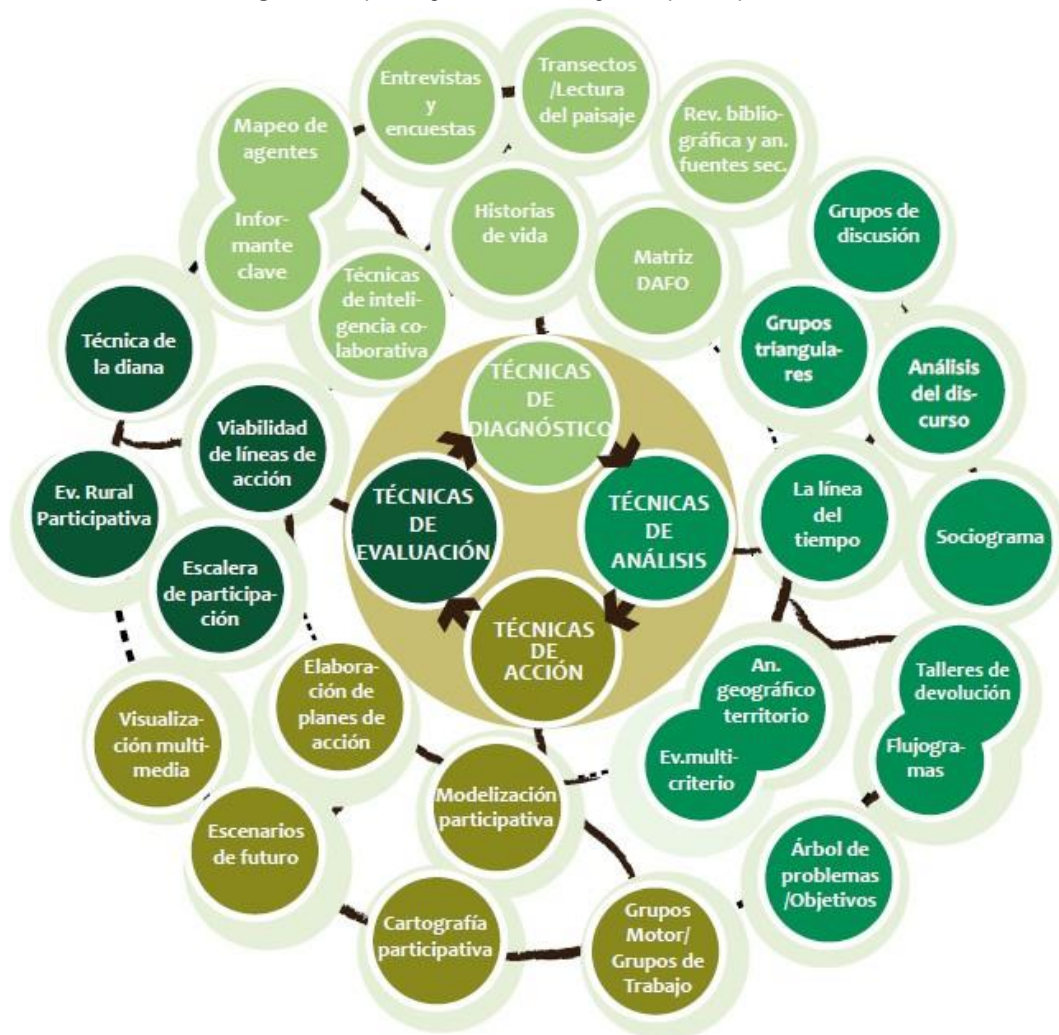 Entrevistas
y
encuestas
Transectos
/Lectura
del paisaje
Mapeo de
agentes
Rev. biblio-
gráfica y an.
fuentes sec.
Infor-
mante
clave
Historias
de vida
Grupos de
discusión
Matriz
DAFO
Técnicas
de inteli-
gencia co-
laborativa
Técnica de
la diana
Grupos
triangula-
res
Análisis
del dis-
curso
TÉCNICAS
DE
DIAGNÓSTICO
Viabilidad
de líneas de
acción
Ev. Rural
Participativa
TÉCNICAS
DE
EVALUACIÓN
TÉCNICAS
DE
ANÁLISIS
La línea
del
tiempo
Sociograma
Escalera
de participa-
ción
TÉCNICAS
DE
ACCIÓN
Elabora-
ción de
planes de
acción
An.
geográfico
territorio
Talleres de
devolución
Visualiza-
ción multi-
media
Ev.multi-
criterio
Flujogra-
mas
Modelización
participativa
Escenarios
de futuro
Árbol de
problemas
/Objetivos
Cartografía
participativa
Grupos
Motor/
Grupos de
Trabajo